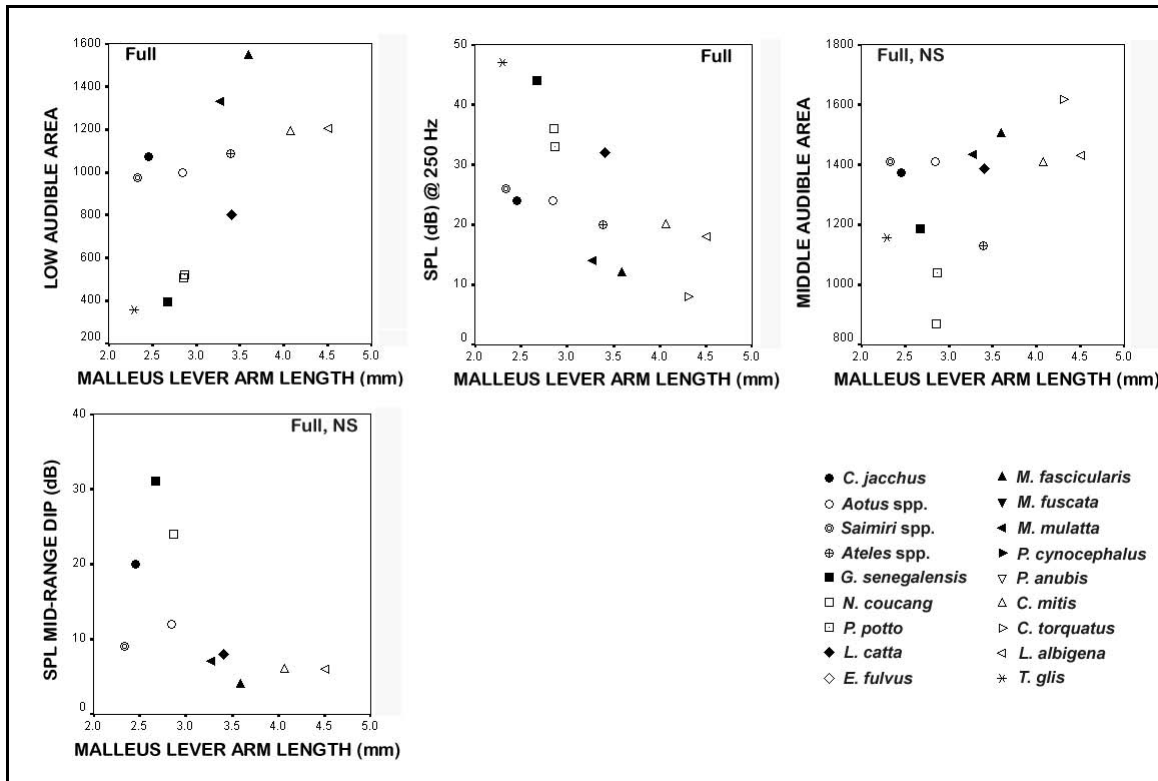 Full
LOW AUDIBLE AREA
1600
1400
1200
1000
800
600
400
200
2.0 2.5 3.0 3.5 4.0 4.5 5.0
MALLEUS LEVER ARM LENGTH (mm)
Full
SPL (dB) @ 250 Hz
50
40
30
20
10
0
2.0 2.5 3.0 3.5 4.0 4.5 5.0
MALLEUS LEVER ARM LENGTH (mm)
Full, NS
MIDDLE AUDIBLE AREA
1800
1600
1400
1200
1000
800
2.0 2.5 3.0 3.5 4.0 4.5 5.0
MALLEUS LEVER ARM LENGTH (mm)
Full, NS
SPL MID-RANGE DIP (dB)
40
30
20
10
0
2.0 2.5 3.0 3.5 4.0 4.5 5.0
MALLEUS LEVER ARM LENGTH (mm)
C. jacchus
Aotus spp.
Saimiri spp.
Ateles spp.
G. senegalensis
N. coucang
P. potto
L. catta
E. fulvus
M. fascicularis
M. fuscata
M. mulatta
P. cynocephalus
P. anubis
C. mitis
C. torquatus
L. albigena
T. glis